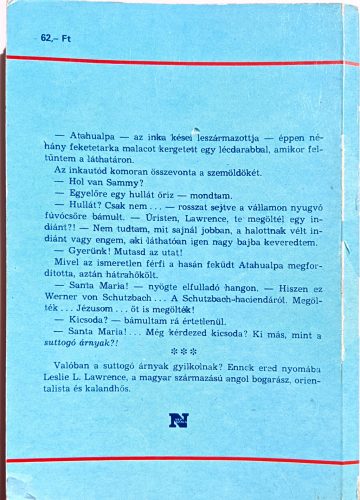 62,– Ft
— Atahualpa — az inka kései leszármazottja — éppen né-
hány feketetarka malacot kergetett egy lécdarabbal, amikor fel-
tűntem a láthatáron.
Az inkautód komoran összevonta a szemöldökét.
— Hol van Sammy?
— Egyelőre egy hullát őriz — mondtam.
— Hullát? Csak nem... — rosszat sejtve a vállamon nyugvó
fúvócsőre bámult. — Úristen, Lawrence, te megöltél egy in-
diánt?! — Nem tudtam, mit sajnál jobban, a halottnak vélt in-
diánt vagy engem, aki láthatóan igen nagy bajba keveredtem.
— Gyerünk! Mutasd az utat!
Mivel az ismeretlen férfi a hasán feküdt Atahualpa megfor-
dította, aztán hátrahőkölt.
— Santa Maria! — nyögte elfulladó hangon. — Hiszen ez
Werner von Schutzbach... A Schutzbach-haciendáról. Megöl-
ték... Jézusom... őt is megölték!
— Kicsoda? — bámultam rá értetlenül.
— Santa Maria!... Még kérdezed kicsoda? Ki más, mint a
suttogó árnyak?!
***
Valóban a suttogó árnyak gyilkolnak? Ennek ered nyomába
Leslie L. Lawrence, a magyar származású angol bogarász, orien-
talista és kalandhős.
N